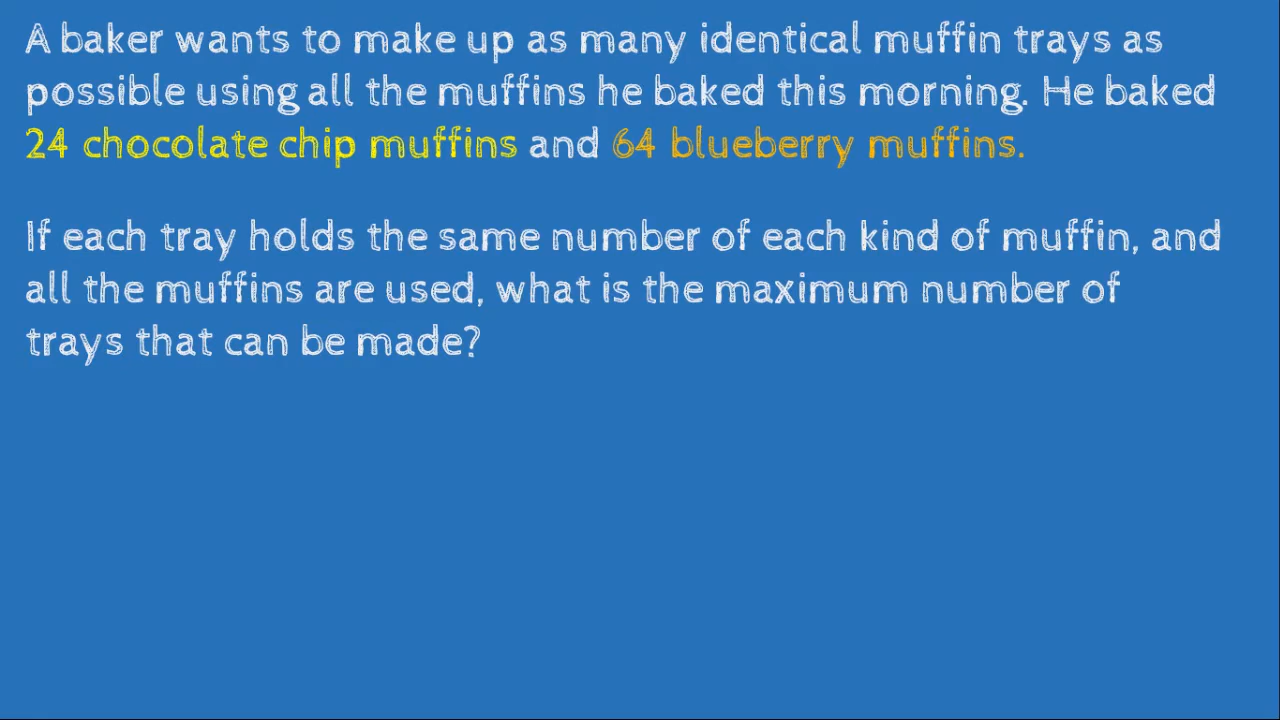 A baker wants to make up as many identical muffin trays as
possible using all the muffins he baked this morning. He baked
24 chocolate chip muffins and 64 blueberry muffins.
If each tray holds the same number of each kind of muffin, and
all the muffins are used, what is the maximum number of
trays that can be made?